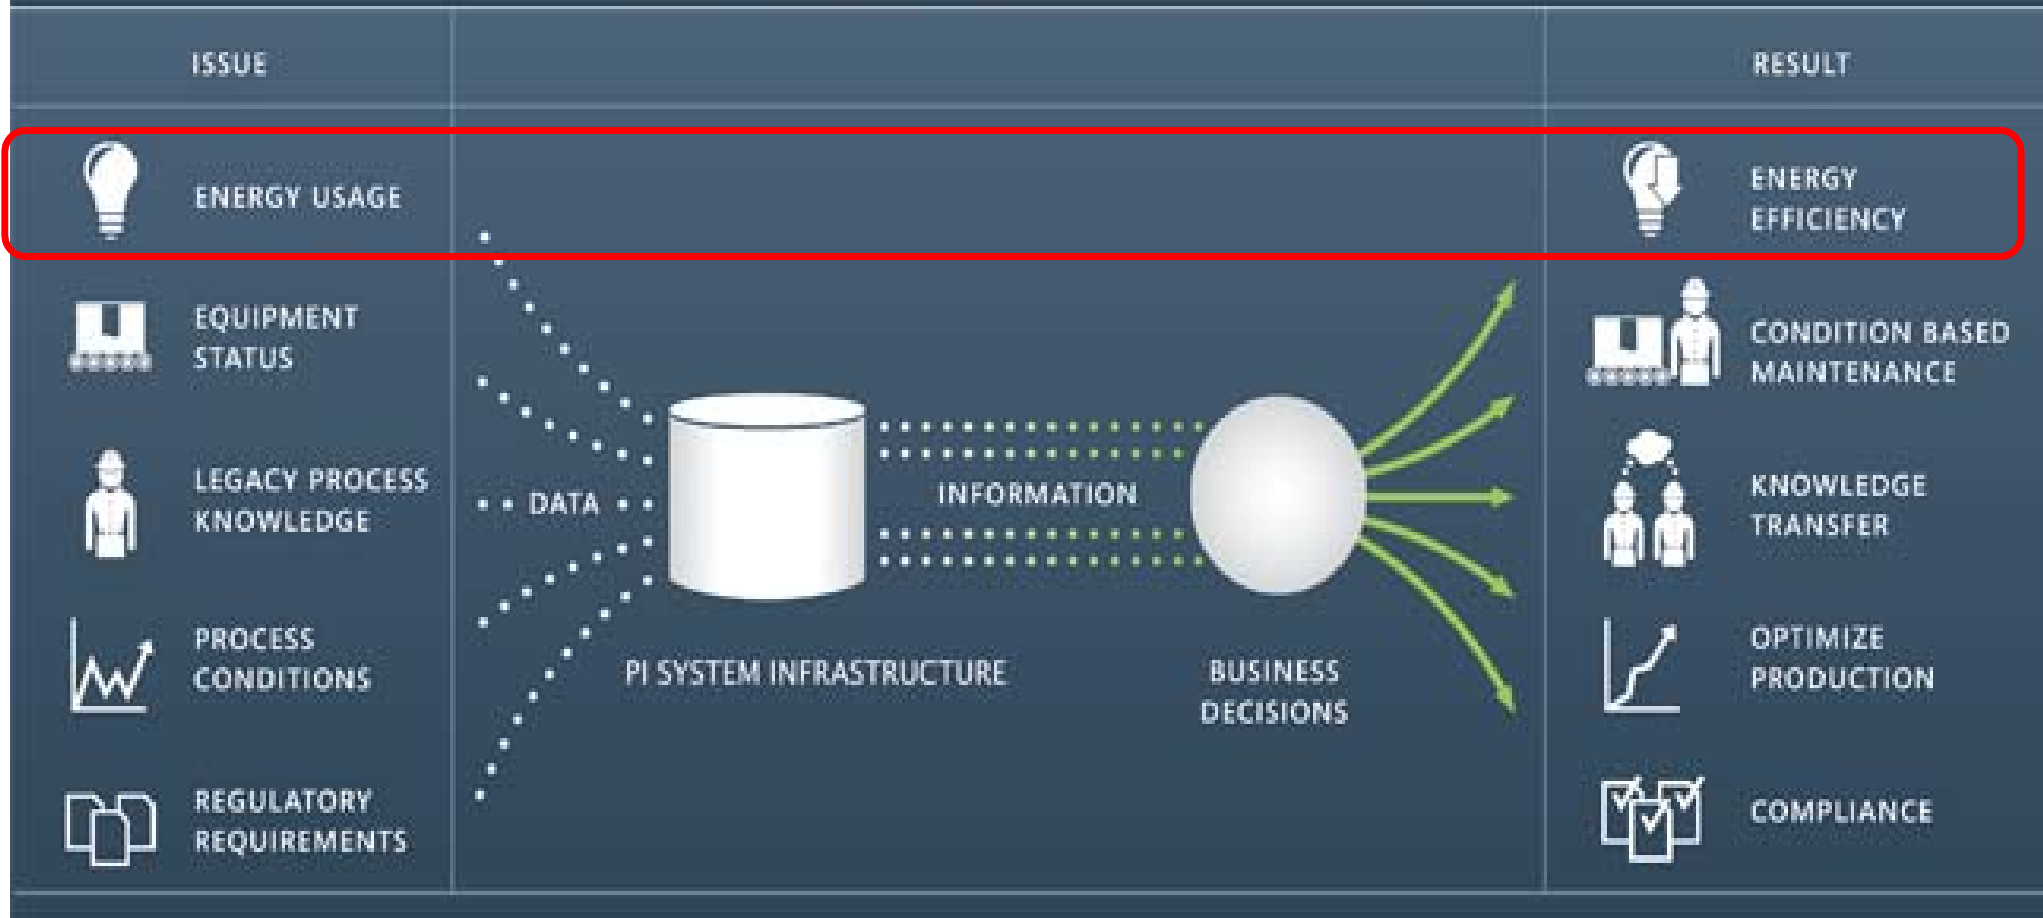 ISSUE
RESULT
ENERGY USAGE
ENERGY
EFFICIENCY
EQUIPMENT
STATUS
CONDITION BASED
MAINTENANCE
LEGACY PROCESS
KNOWLEDGE
DATA
INFORMATION
KNOWLEDGE
TRANSFER
PROCESS
CONDITIONS
PI SYSTEM INFRASTRUCTURE
BUSINESS
DECISIONS
OPTIMIZE
PRODUCTION
REGULATORY
REQUIREMENTS
COMPLIANCE